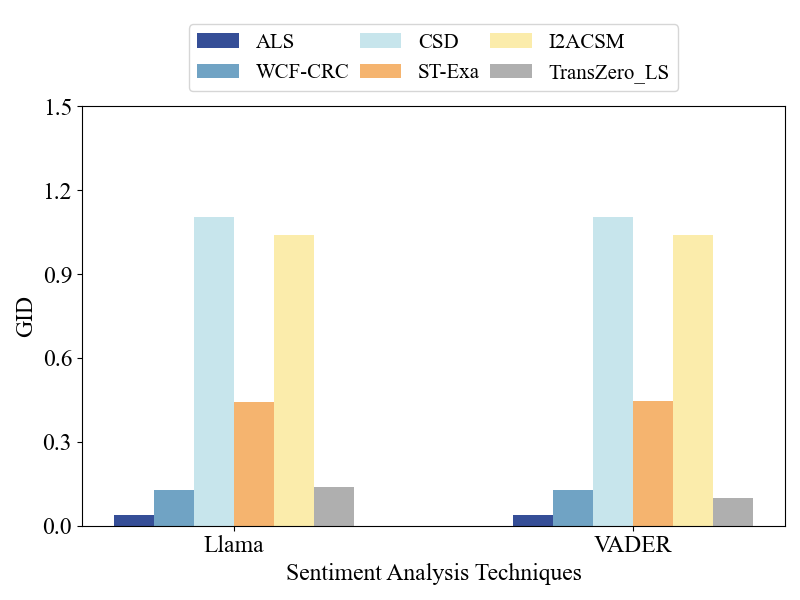 ALS CSD I2ACSM
WCF-CRC ST-Exa TransZero_LS
1.5
1.2
0.9
0.6
0.3
0.0
GID
Llama VADER
Sentiment Analysis Techniques